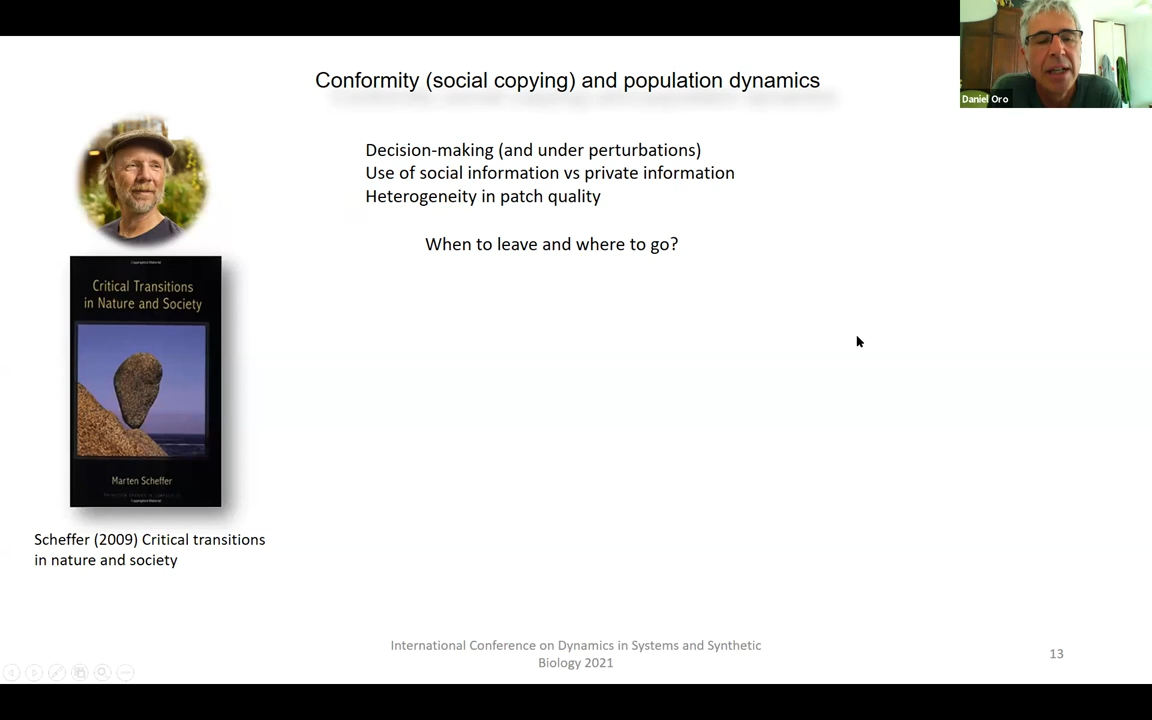 Conformity (social copying) and population dynamics
Daniel Oro
Decision-making (and under perturbations)
Use of social information vs private information
Heterogeneity in patch quality
When to leave and where to go?
Critical Transitions
in Nature and Society
Marten Scheffer
Scheffer (2009) Critical transitions
in nature and society
International Conference on Dynamics in Systems and Synthetic
Biology 2021
13